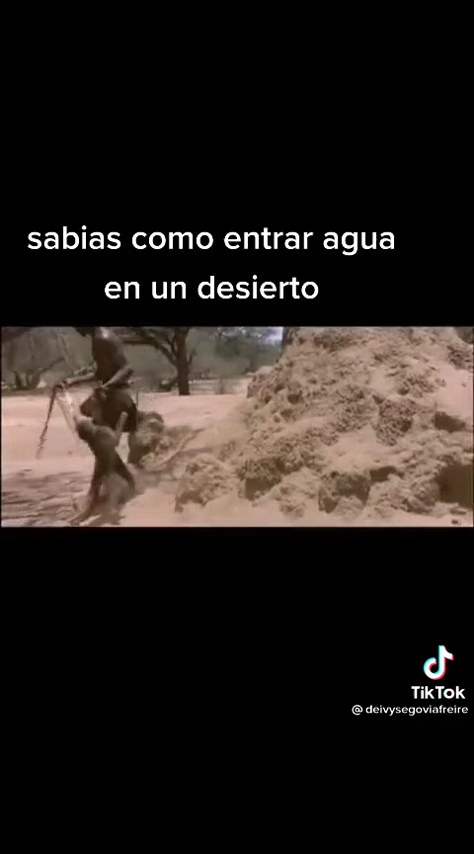 sabias como entrar agua
en un desierto
TikTok
@ deivysegoviafreire